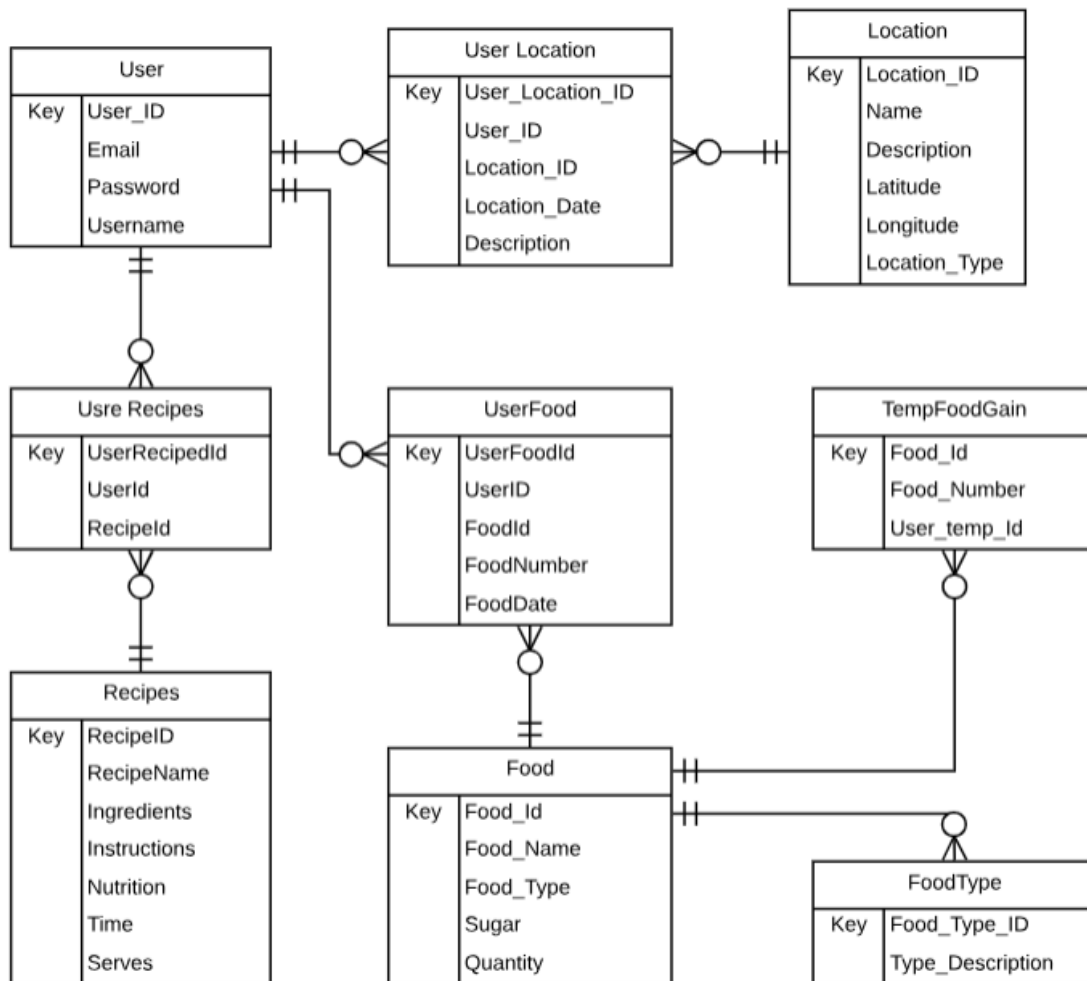 User
Key User_ID
Email
Password
Username
User Location
Key User_Location_ID
User_ID
Location_ID
Location_Date
Description
Location
Key Location_ID
Name
Description
Latitude
Longitude
Location_Type
Usre Recipes
Key UserRecipedId
UserId
RecipeId
UserFood
Key UserFoodId
UserID
FoodId
FoodNumber
FoodDate
TempFoodGain
Key Food_Id
Food_Number
User_temp_Id
Recipes
Key RecipeID
RecipeName
Ingredients
Instructions
Nutrition
Time
Serves
Food
Key Food_Id
Food_Name
Food_Type
Sugar
Quantity
FoodType
Key Food_Type_ID
Type_Description